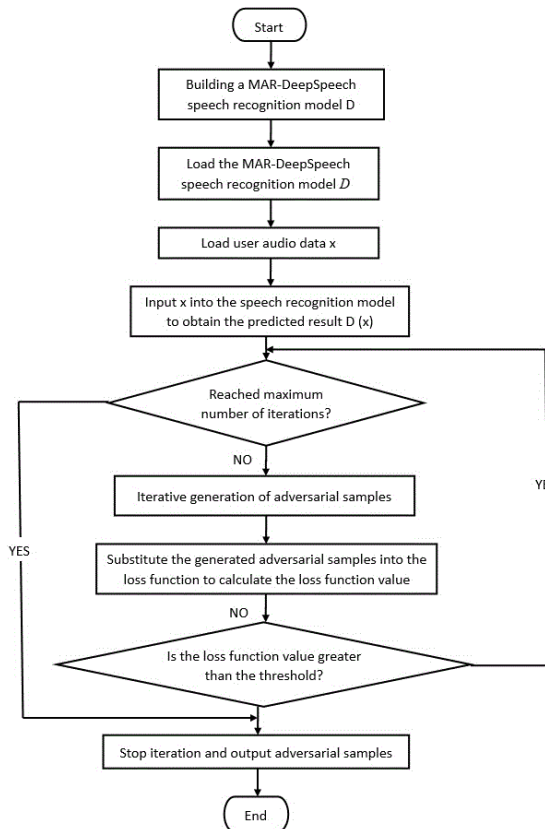 Start
Building a MAR-DeepSpeech
speech recognition model D
Load the MAR-DeepSpeech
speech recognition model D
Load user audio data x
Input x into the speech recognition model
to obtain the predicted result D (x)
Reached maximum
number of iterations?
NO
Iterative generation of adversarial samples
YE
YES
Substitute the generated adversarial samples into the
loss function to calculate the loss function value
NO
Is the loss function value greater
than the threshold?
Stop iteration and output adversarial samples
End